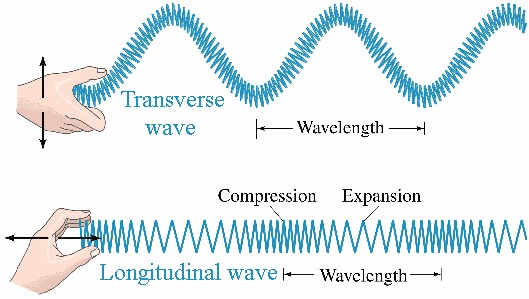 Transverse
wave
Wavelength
Compression Expansion
Longitudinal wave
Wavelength